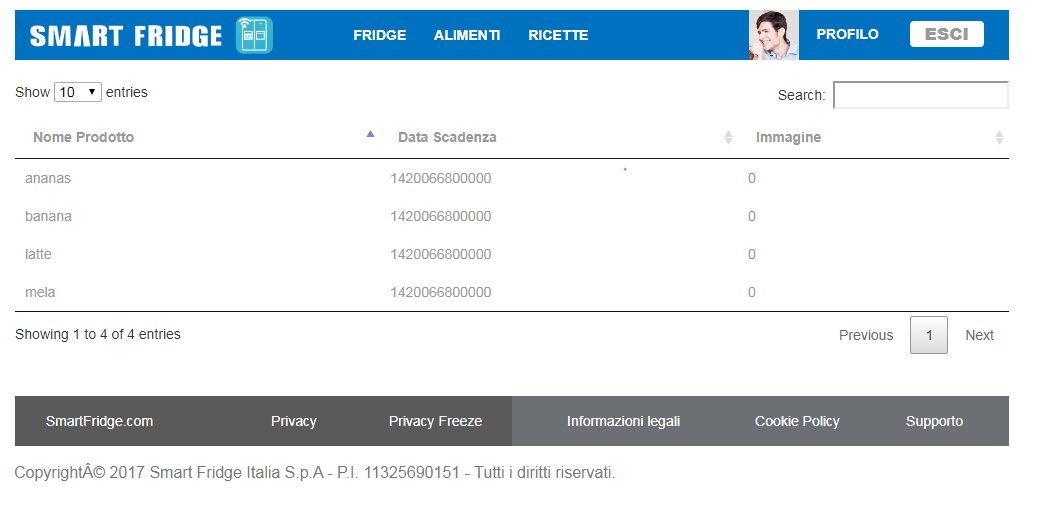 SMART FRIDGE FRIDGE ALIMENTI RICETTE PROFILO ESCI
Show 10 entries Search:
Nome Prodotto Data Scadenza Immagine
ananas 1420066800000 0
banana 1420066800000 0
latte 1420066800000 0
mela 1420066800000 0
Showing 1 to 4 of 4 entries Previous 1 Next
SmartFridge.com Privacy Privacy Freeze Informazioni legali Cookie Policy Supporto
CopyrightÂ© 2017 Smart Fridge Italia S.p.A - P.I. 11325690151 - Tutti i diritti riservati.